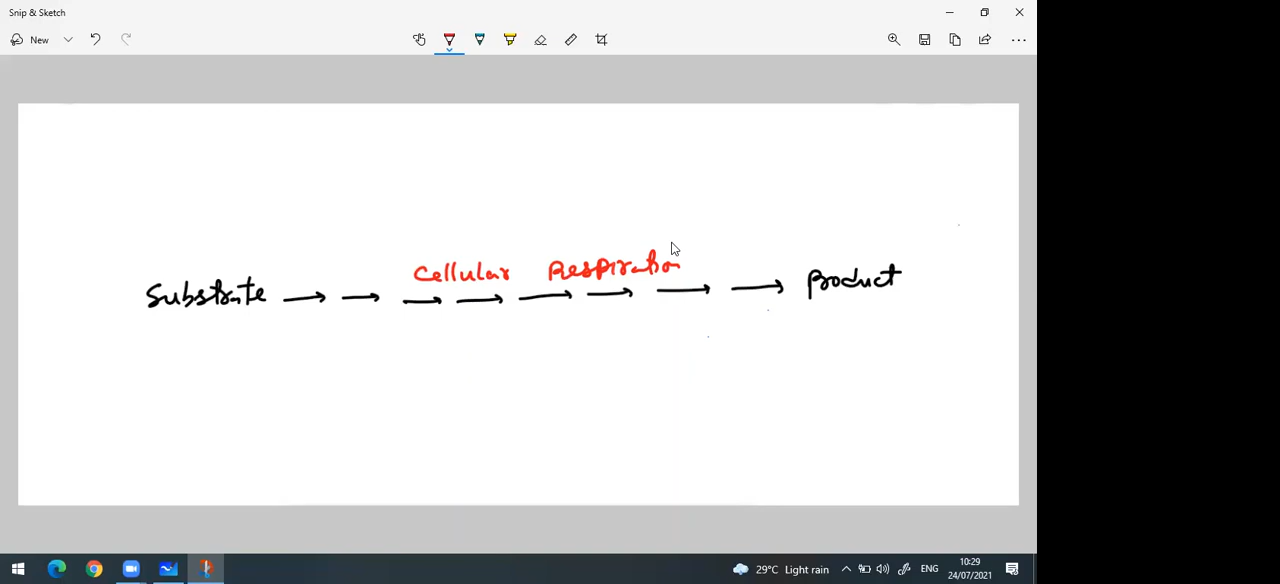 Snip & Sketch
New
Cellular Respiration
Substrate → → → → → → → → Product
29°C Light rain
ENG
10:29
24/07/2021